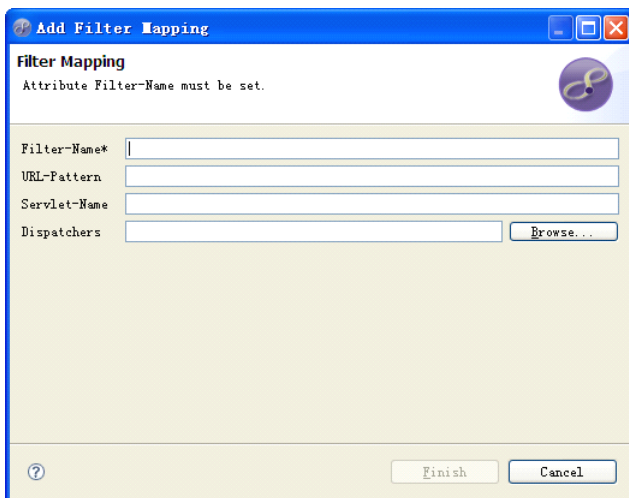 Add Filter Mapping
Filter Mapping
Attribute Filter-Name must be set.
Filter-Name*
URL-Pattern
Servlet-Name
Dispatchers Browse...
? Finish Cancel